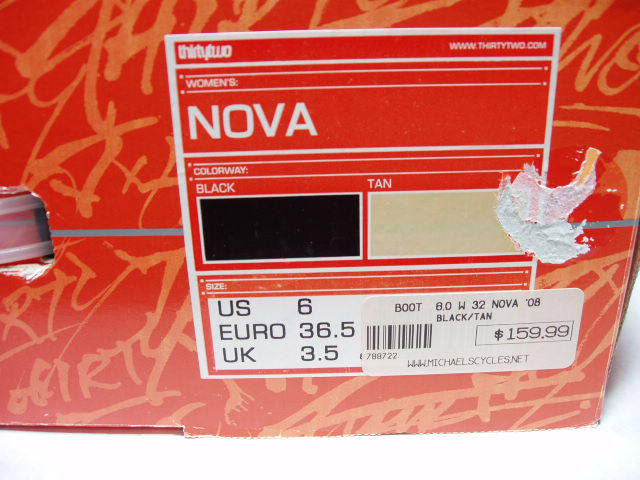 thirtytwo WWW.THIRTYTWO.COM
WOMEN'S:
NOVA
COLORWAY:
BLACK TAN
SIZE:
US 6
EURO 36.5
UK 3.5
BOOT 6.0 W 32 NOVA '08
BLACK/TAN
$159.99
WWW.MICHAELSCYCLES.NET